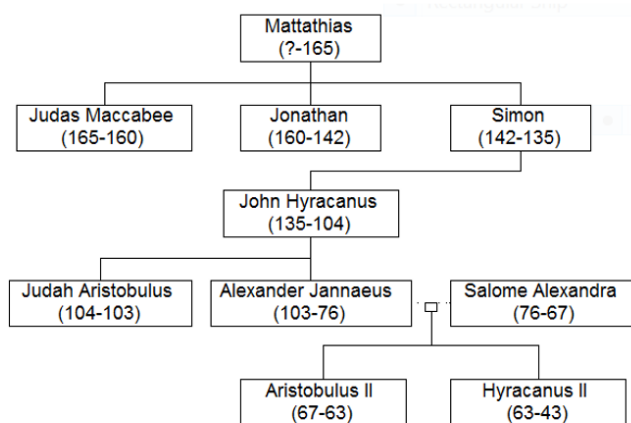 Mattathias
(?-165)
Judas Maccabee
(165-160)
Jonathan
(160-142)
Simon
(142-135)
John Hyracanus
(135-104)
Judah Aristobulus
(104-103)
Alexander Jannaeus
(103-76)
Salome Alexandra
(76-67)
Aristobulus II
(67-63)
Hyracanus II
(63-43)